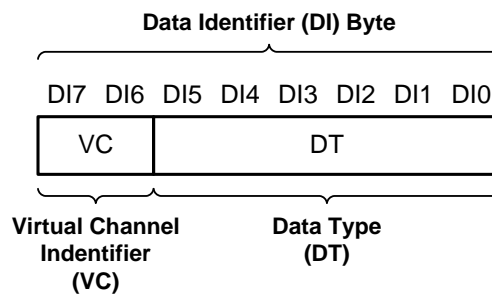 Data Identifier (DI) Byte
DI7 DI6 DI5 DI4 DI3 DI2 DI1 DI0
VC DT
Virtual Channel
Indentifier
(VC)
Data Type
(DT)